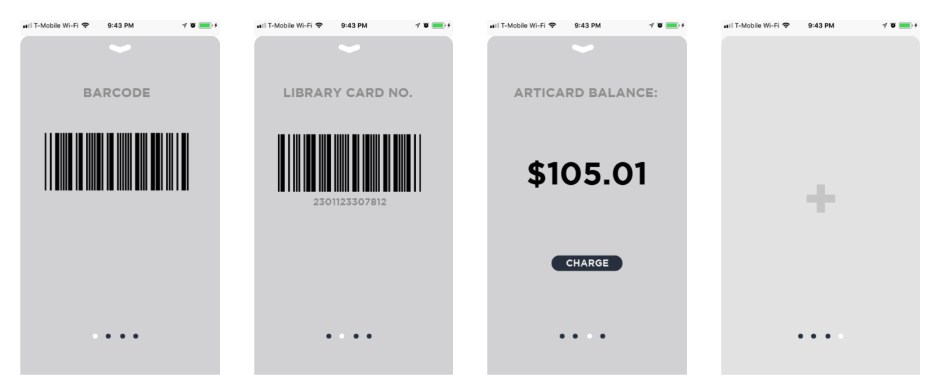 T-Mobile Wi-Fi 9:43 PM
BARCODE
T-Mobile Wi-Fi 9:43 PM
LIBRARY CARD NO.
2301123307812
T-Mobile Wi-Fi 9:43 PM
ARTICARD BALANCE:
$105.01
CHARGE
T-Mobile Wi-Fi 9:43 PM